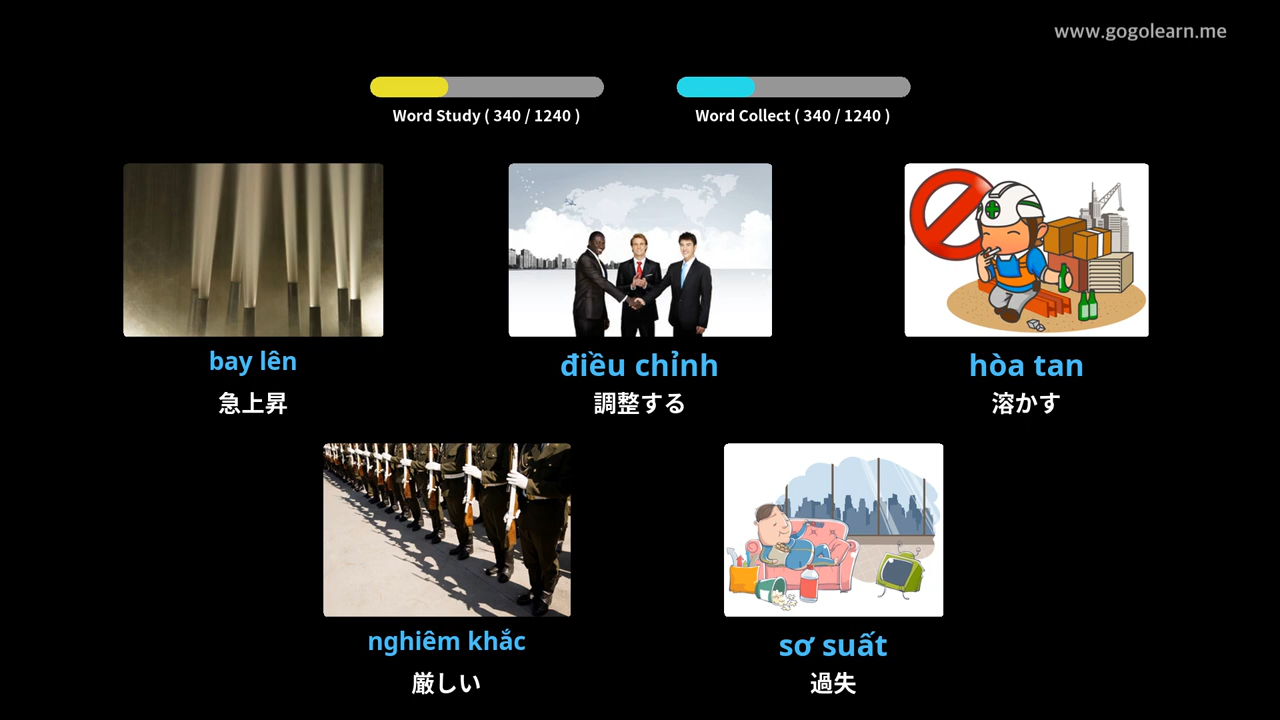 www.gogolearn.me
Word Study ( 340 / 1240 )
Word Collect ( 340 / 1240 )
bay lên
急上昇
điều chỉnh
調整する
hòa tan
溶かす
nghiêm khắc
厳しい
sơ suất
過失